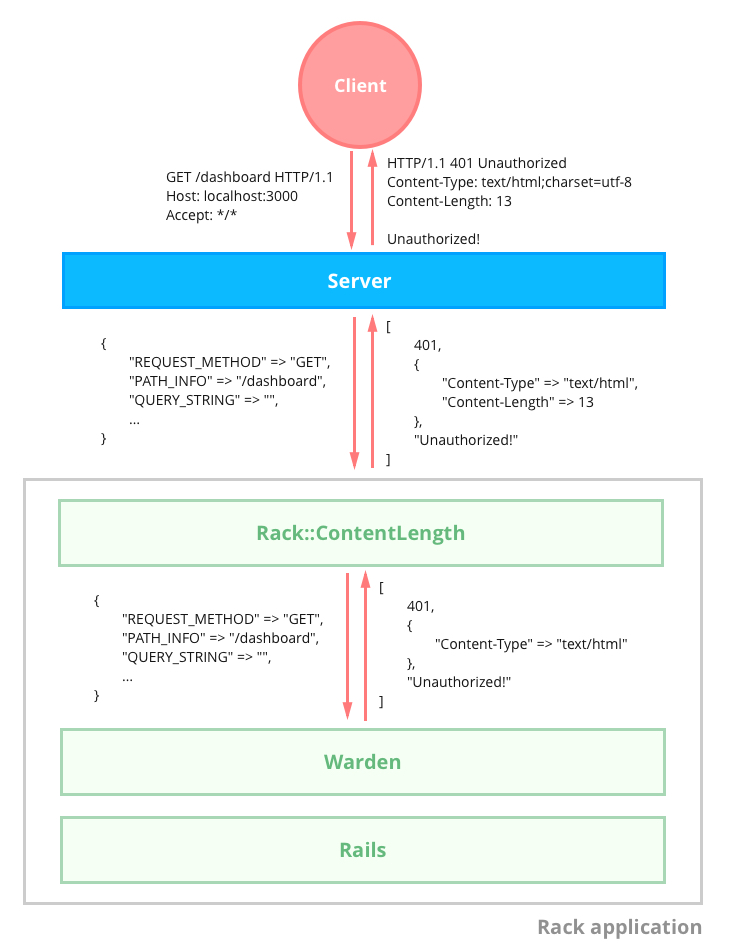 Client
GET /dashboard HTTP/1.1
Host: localhost:3000
Accept: */*
HTTP/1.1 401 Unauthorized
Content-Type: text/html;charset=utf-8
Content-Length: 13
Unauthorized!
Server
{
"REQUEST_METHOD" => "GET",
"PATH_INFO" => "/dashboard",
"QUERY_STRING" => "",
...
}
[
401,
{
"Content-Type" => "text/html",
"Content-Length" => 13
},
"Unauthorized!"
]
Rack::ContentLength
{
"REQUEST_METHOD" => "GET",
"PATH_INFO" => "/dashboard",
"QUERY_STRING" => "",
...
}
[
401,
{
"Content-Type" => "text/html"
},
"Unauthorized!"
]
Warden
Rails
Rack application